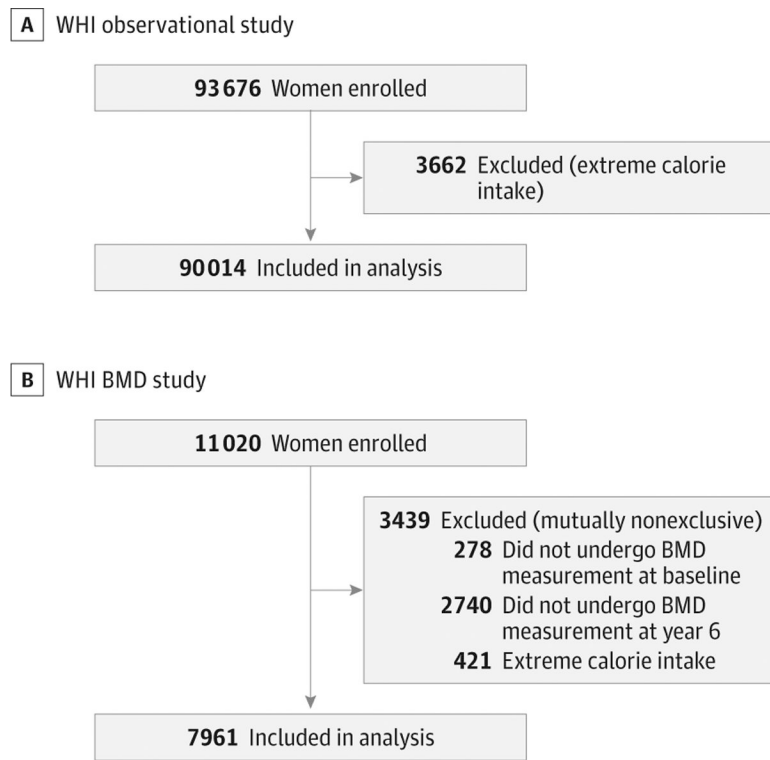 A WHI observational study
93 676 Women enrolled
3662 Excluded (extreme calorie
intake)
90 014 Included in analysis
B WHI BMD study
11 020 Women enrolled
3439 Excluded (mutually nonexclusive)
278 Did not undergo BMD
measurement at baseline
2740 Did not undergo BMD
measurement at year 6
421 Extreme calorie intake
7961 Included in analysis